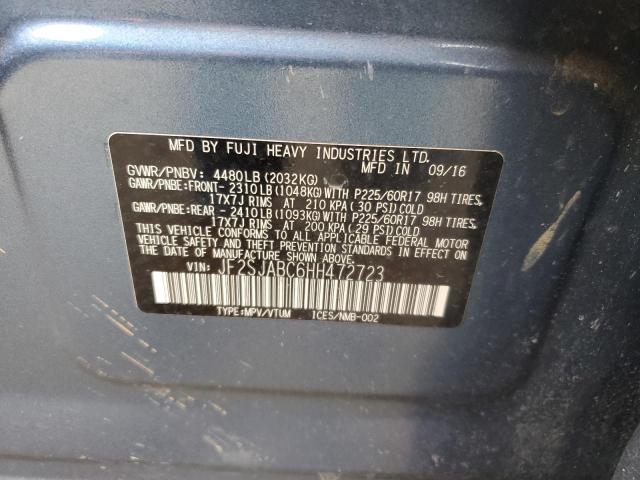 MFD BY FUJI HEAVY INDUSTRIES LTD.
MFD IN 09/16
GVWR/PNBV: 4480LB (2032KG)
GAWR/PNBE:FRONT- 2310LB (1048KG) WITH P225/60R17 98H TIRES,
17X7J RIMS AT 210 KPA (30 PSI) COLD
GAWR/PNBE:REAR - 2410LB (1093KG) WITH P225/60R17 98H TIRES,
17X7J RIMS AT 200 KPA (29 PSI) COLD
THIS VEHICLE CONFORMS TO ALL APPLICABLE FEDERAL MOTOR
VEHICLE SAFETY AND THEFT PREVENTION STANDARDS IN EFFECT ON
THE DATE OF MANUFACTURE SHOWN ABOVE.
VIN: JF2SJABC6HH472723
TYPE:MPV/VTUM ICES/NMB-002